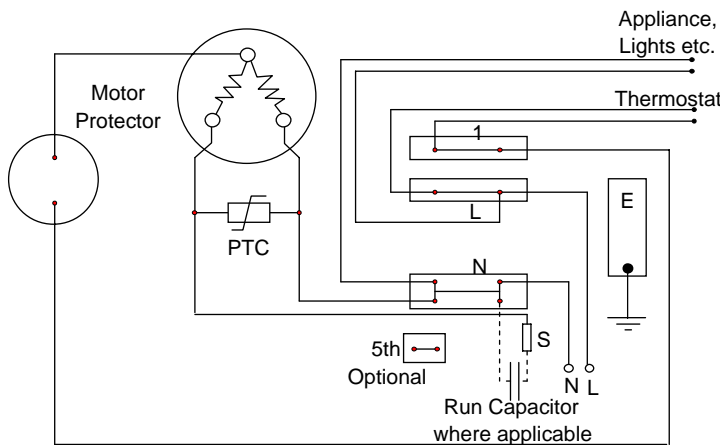 Appliance,
Lights etc.
Motor
Protector
Thermostat
1
L
E
PTC
N
S
5th
Optional
N L
Run Capacitor
where applicable